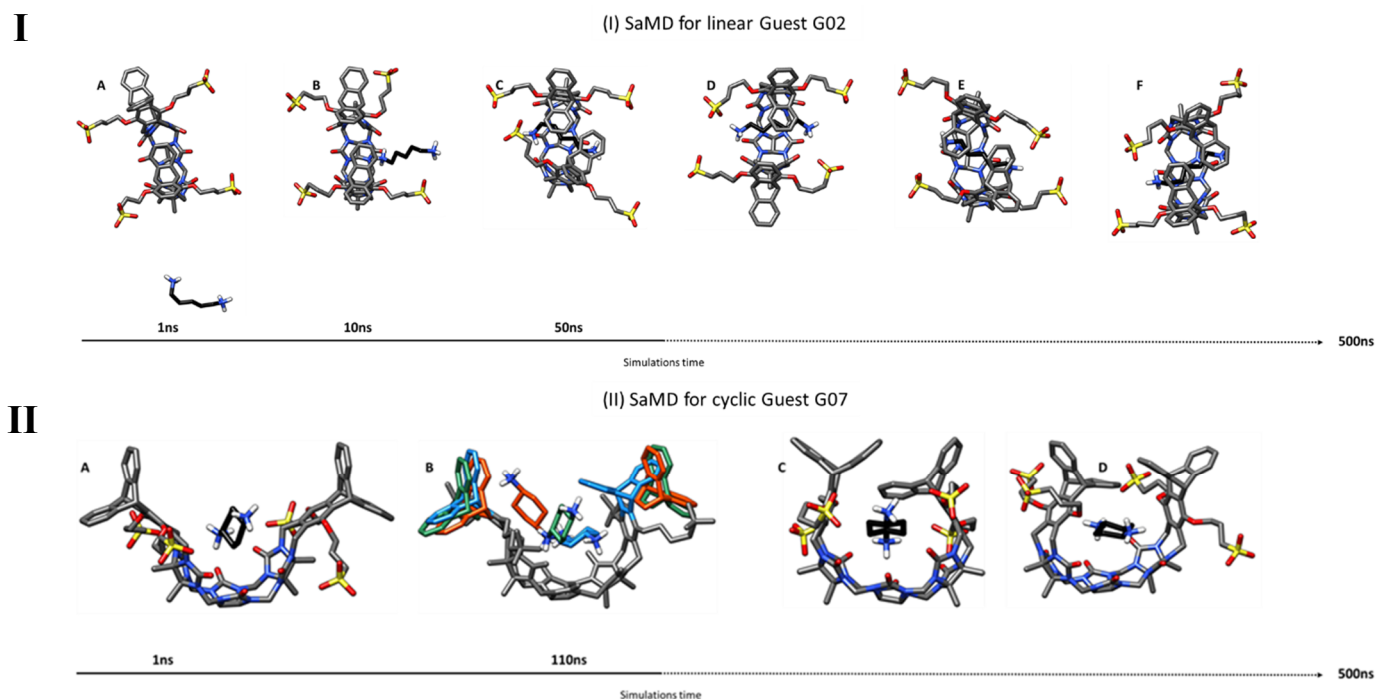 I
(I) SaMD for linear Guest G02
A B C D E F
1ns 10ns 50ns
500ns
Simulations time
(II) SaMD for cyclic Guest G07
II
A B C D
1ns 110ns
500ns
Simulations time